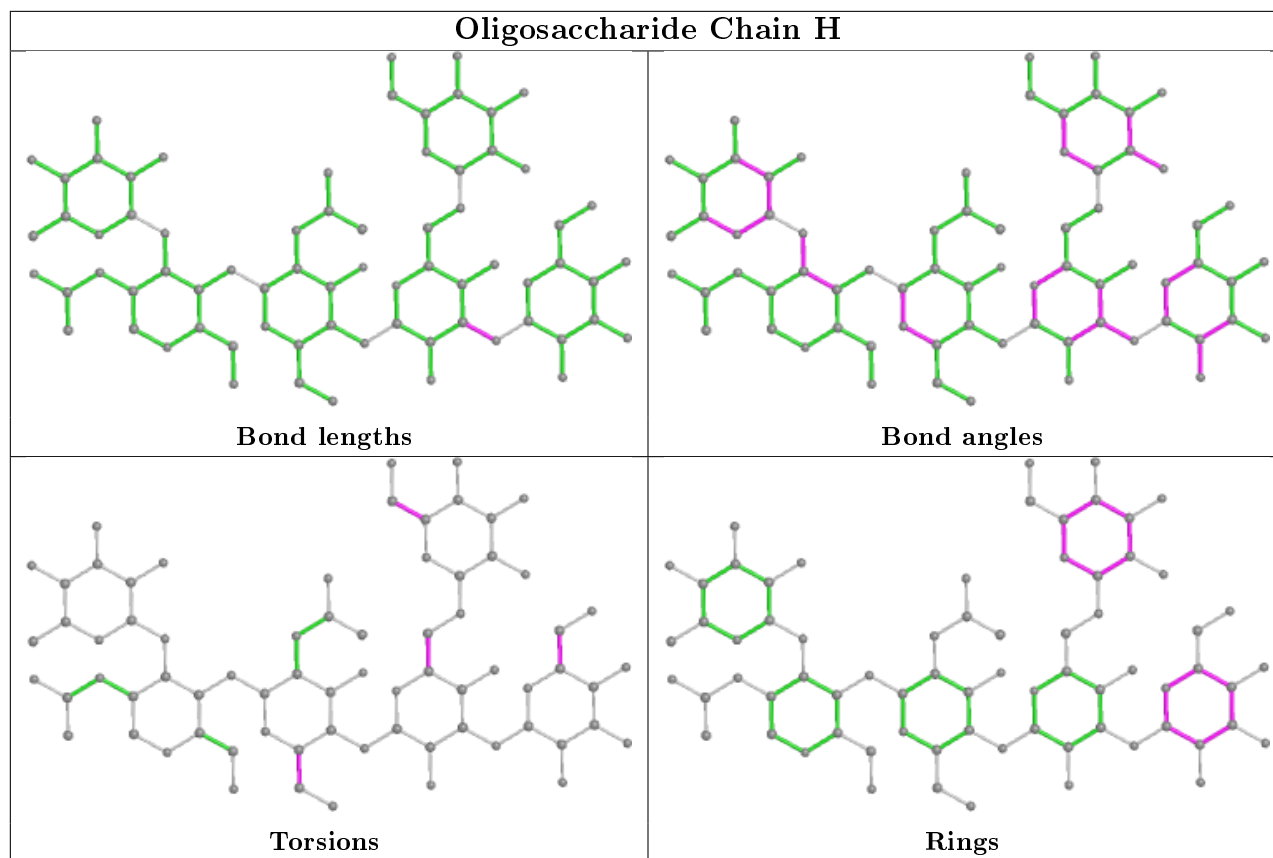 Oligosaccharide Chain H
Bond lengths
Bond angles
Torsions
Rings